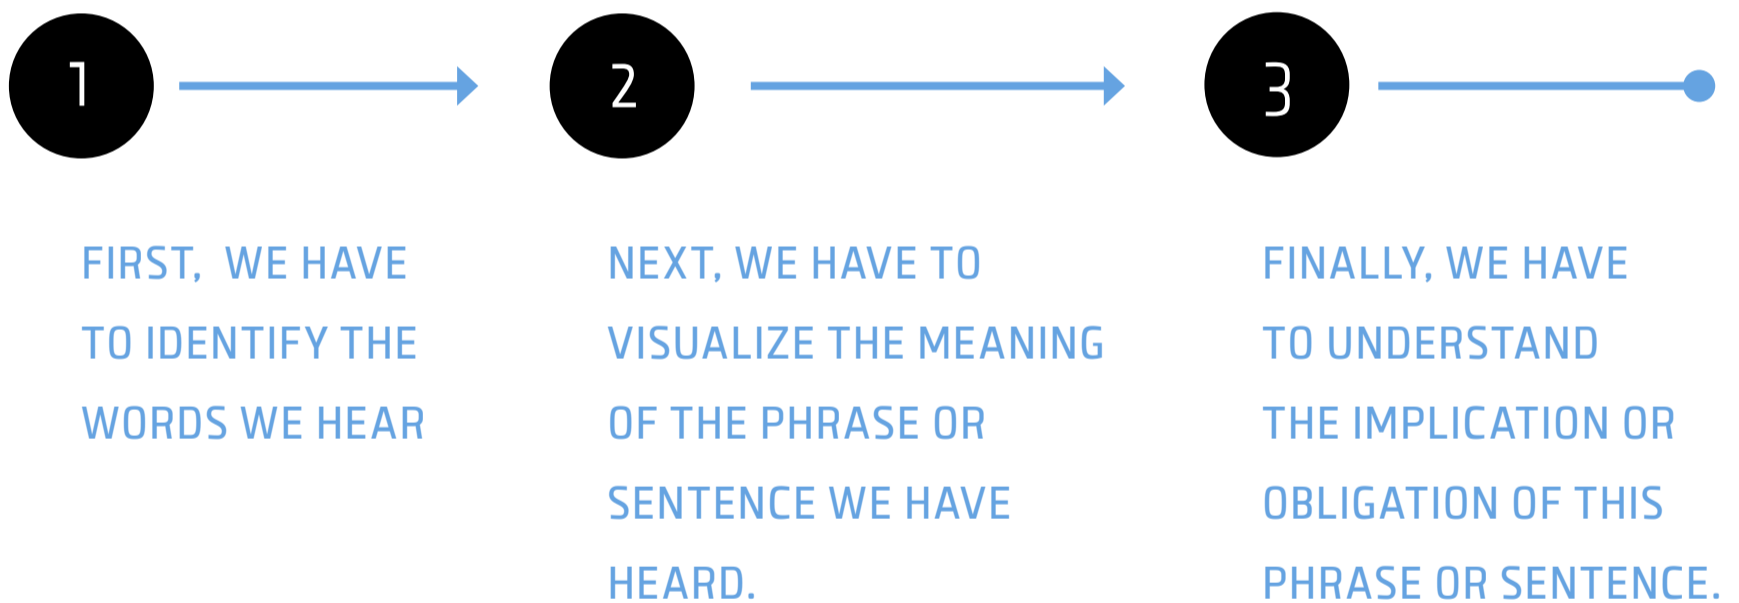 1
FIRST, WE HAVE
TO IDENTIFY THE
WORDS WE HEAR
2
NEXT, WE HAVE TO
VISUALIZE THE MEANING
OF THE PHRASE OR
SENTENCE WE HAVE
HEARD.
3
FINALLY, WE HAVE
TO UNDERSTAND
THE IMPLICATION OR
OBLIGATION OF THIS
PHRASE OR SENTENCE.